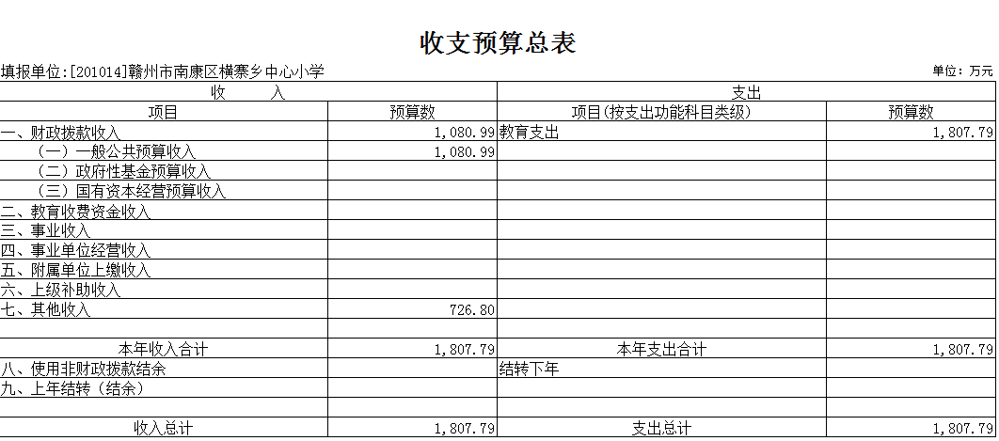 收支预算总表
填报单位:[201014]赣州市南康区横寨乡中心小学 单位：万元
收 入 支出
项目 预算数 项目(按支出功能科目类级) 预算数
一、财政拨款收入 1,080.99 教育支出 1,807.79
（一）一般公共预算收入 1,080.99
（二）政府性基金预算收入
（三）国有资本经营预算收入
二、教育收费资金收入
三、事业收入
四、事业单位经营收入
五、附属单位上缴收入
六、上级补助收入
七、其他收入 726.80
本年收入合计 1,807.79 本年支出合计 1,807.79
八、使用非财政拨款结余 结转下年
九、上年结转（结余）
收入总计 1,807.79 支出总计 1,807.79